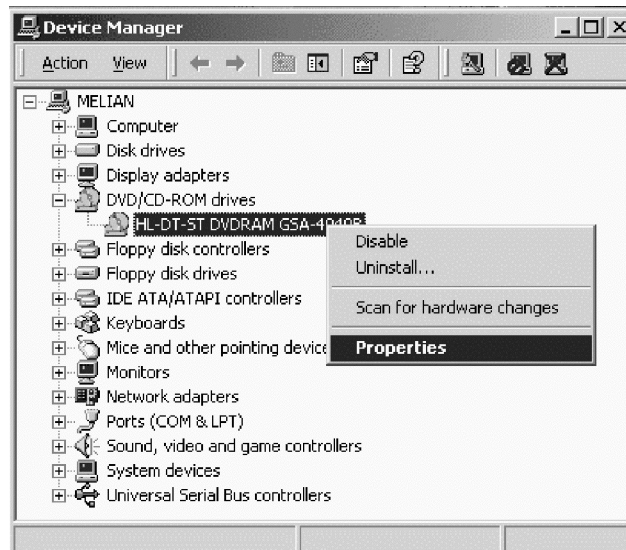 Device Manager
Action View
MELIAN
Computer
Disk drives
Display adapters
DVD/CD-ROM drives
HL-DT-ST DVDRAM GSA-4040B
Disable
Floppy disk controllers
Uninstall...
Floppy disk drives
IDE ATA/ATAPI controllers
Scan for hardware changes
Keyboards
Mice and other pointing device
Properties
Monitors
Network adapters
Ports (COM & LPT)
Sound, video and game controllers
System devices
Universal Serial Bus controllers